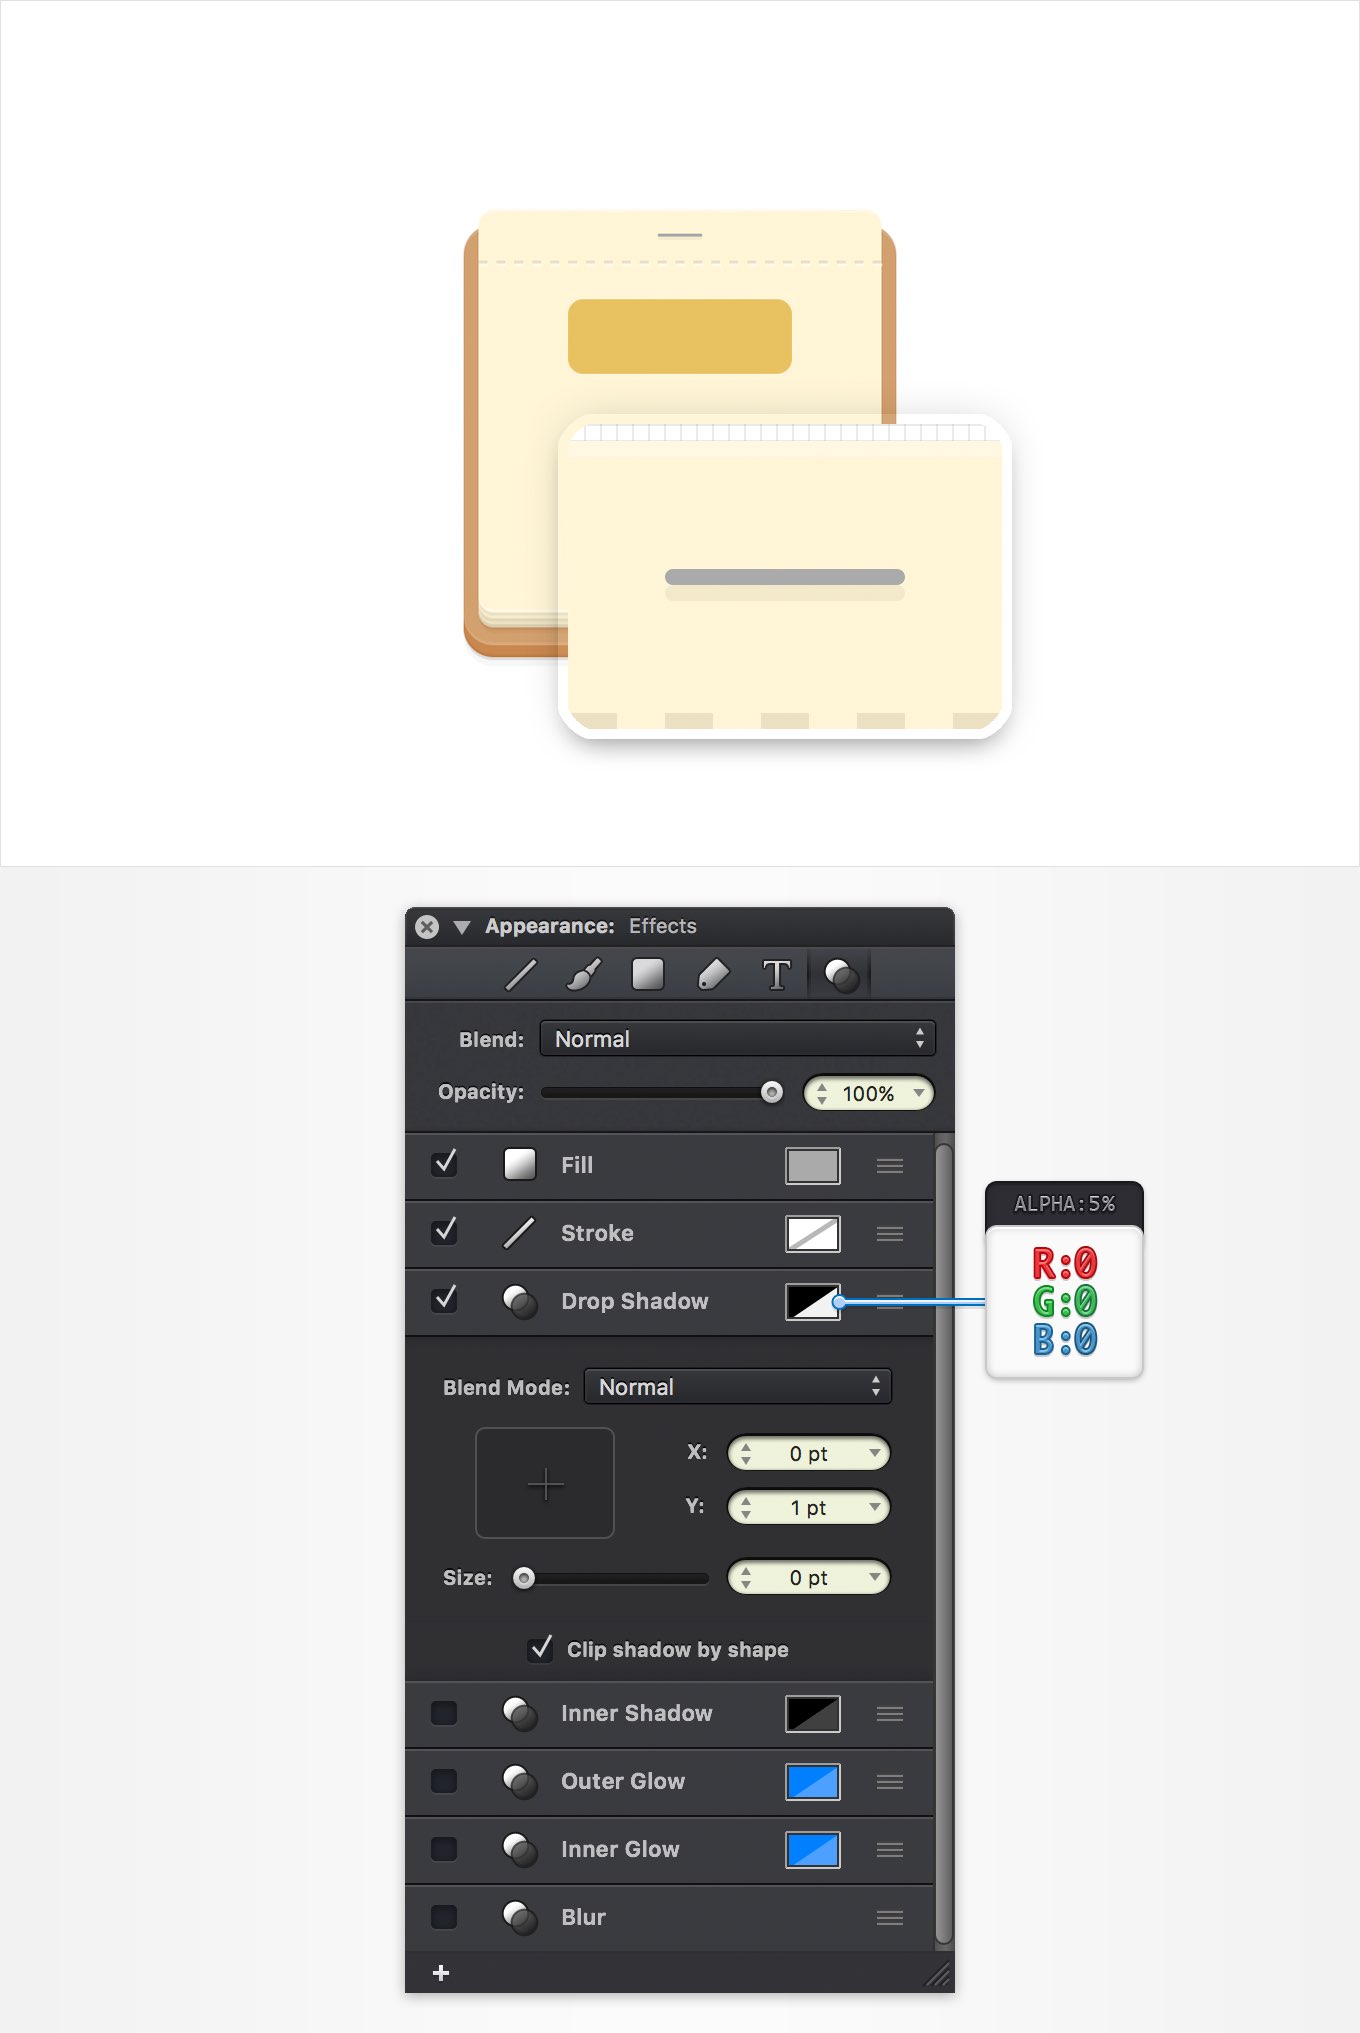 Appearance: Effects
T
Blend: Normal
Opacity: 100%
Fill
Stroke
Drop Shadow
ALPHA:5%
R:0
G:0
B:0
Blend Mode: Normal
X: 0 pt
Y: 1 pt
Size: 0 pt
Clip shadow by shape
Inner Shadow
Outer Glow
Inner Glow
Blur